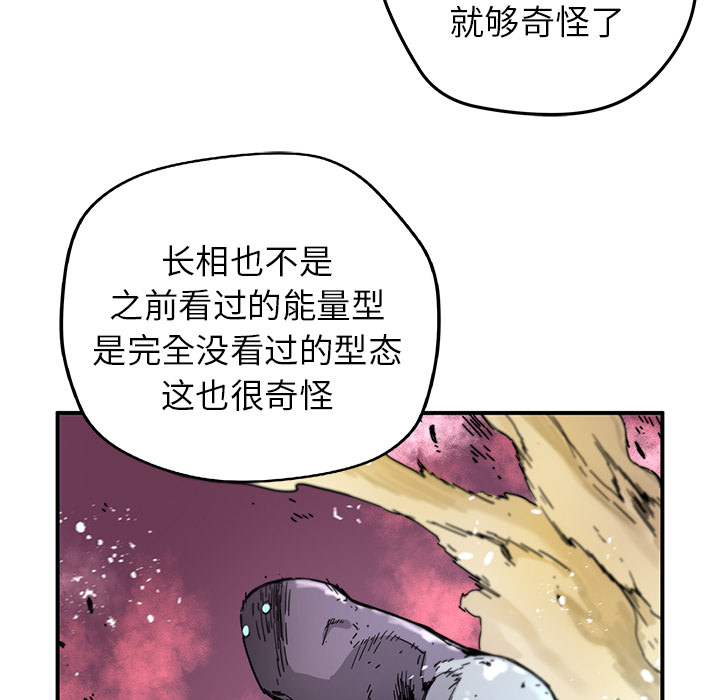 就够奇怪了
长相也不是
之前看过的能量型
是完全没看过的型态
这也很奇怪